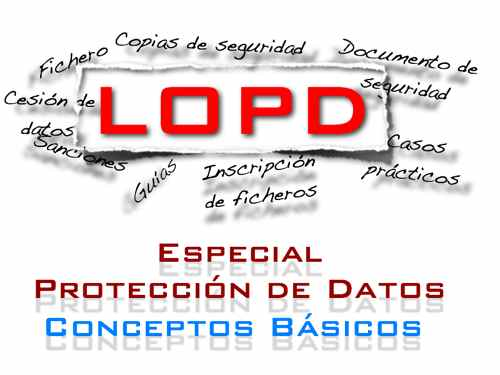 Fichero
Copias de seguridad
Documento de
seguridad
Cesión de
datos
LOPD
Sanciones
Guias
Inscripción
de ficheros
Casos
prácticos
ESPECIAL
PROTECCIÓN DE DATOS
CONCEPTOS BÁSICOS